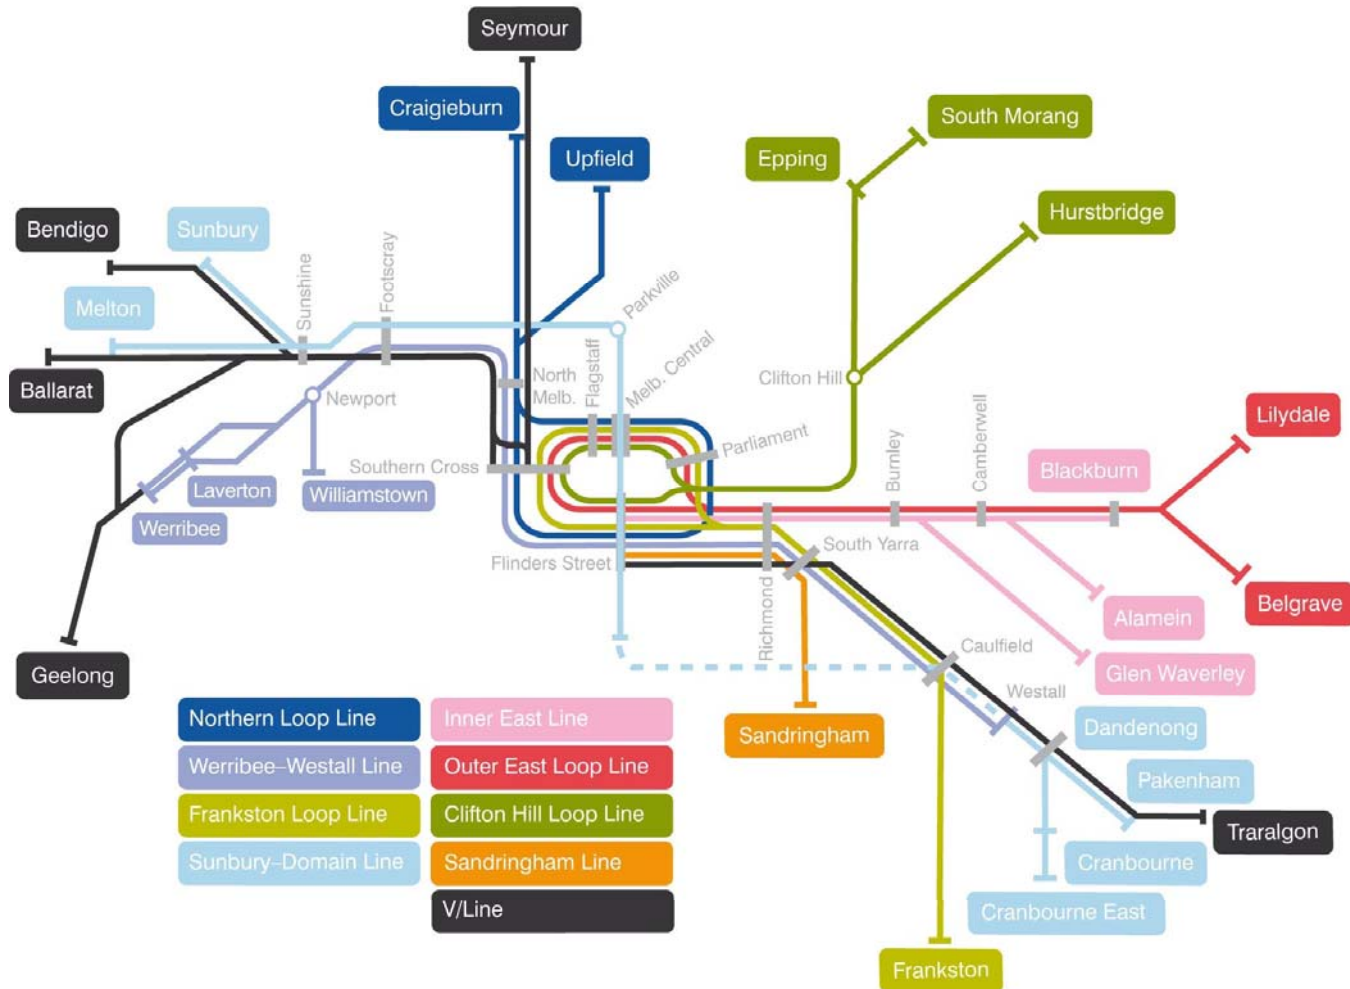 Seymour
Craigieburn
Upfield
South Morang
Epping
Hurstbridge
Bendigo
Sunbury
Melton
Ballarat
Sunshine
Footscray
Parkville
Newport
North
Melb.
Flagstaff
Melb. Central
Clifton Hill
Parliament
Southern Cross
Laverton
Williamstown
Werribee
Flinders Street
Richmond
South Yarra
Burnley
Camberwell
Blackburn
Lilydale
Belgrave
Alamein
Glen Waverley
Caulfield
Westall
Geelong
Sandringham
Dandenong
Pakenham
Traralgon
Cranbourne
Cranbourne East
Frankston
Northern Loop Line
Inner East Line
Werribee–Westall Line
Outer East Loop Line
Frankston Loop Line
Clifton Hill Loop Line
Sunbury–Domain Line
Sandringham Line
V/Line